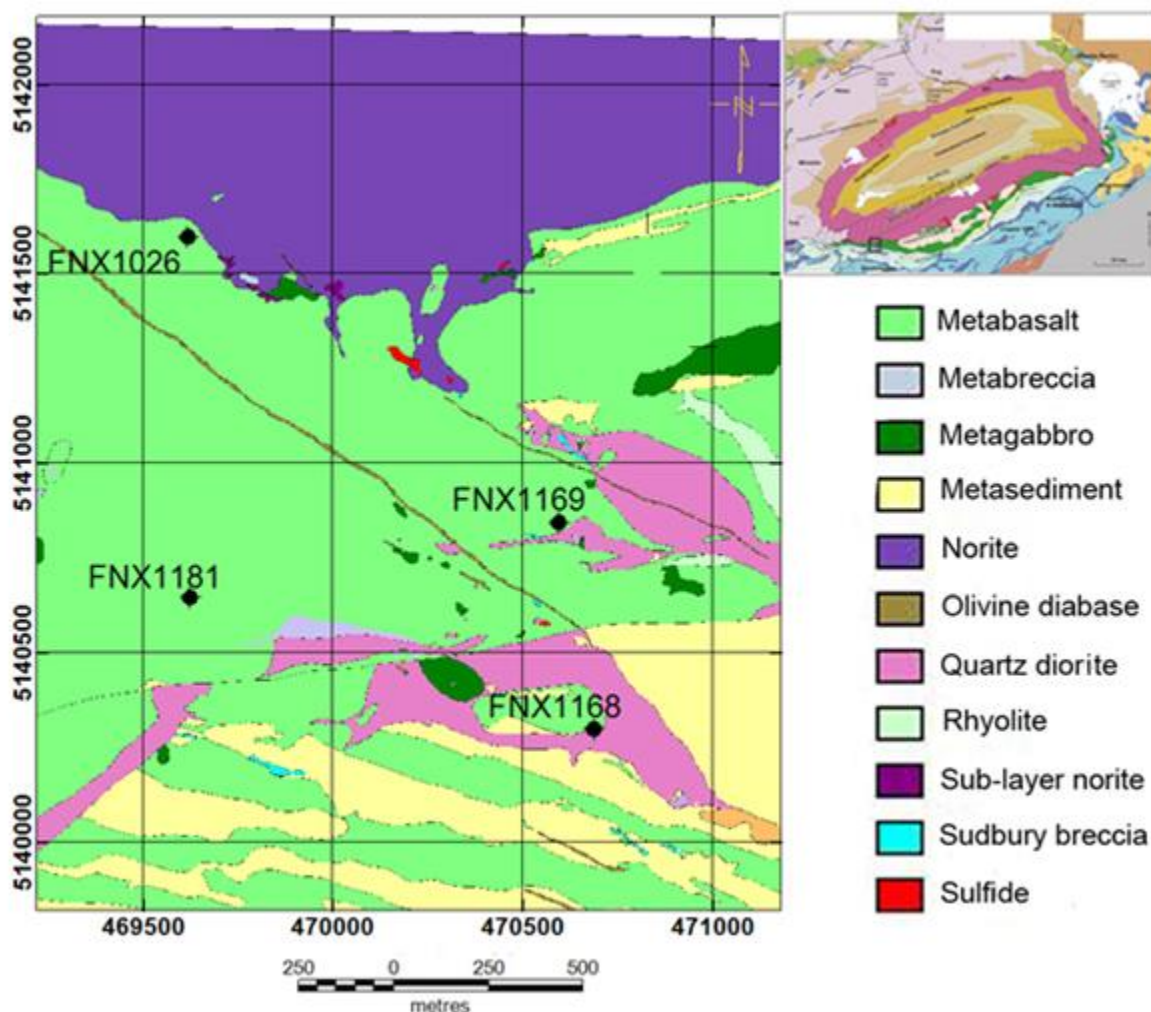 5142000
5141500
5141000
5140500
5140000
N
FNX1026
FNX1169
FNX1181
FNX1168
469500 470000 470500 471000
250 0 250 500
metres
Metabasalt
Metabreccia
Metagabbro
Metasediment
Norite
Olivine diabase
Quartz diorite
Rhyolite
Sub-layer norite
Sudbury breccia
Sulfide